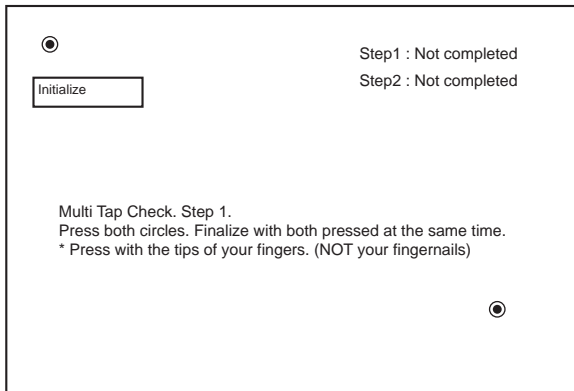 Step1 : Not completed
Step2 : Not completed
Initialize
Multi Tap Check. Step 1.
Press both circles. Finalize with both pressed at the same time.
* Press with the tips of your fingers. (NOT your fingernails)